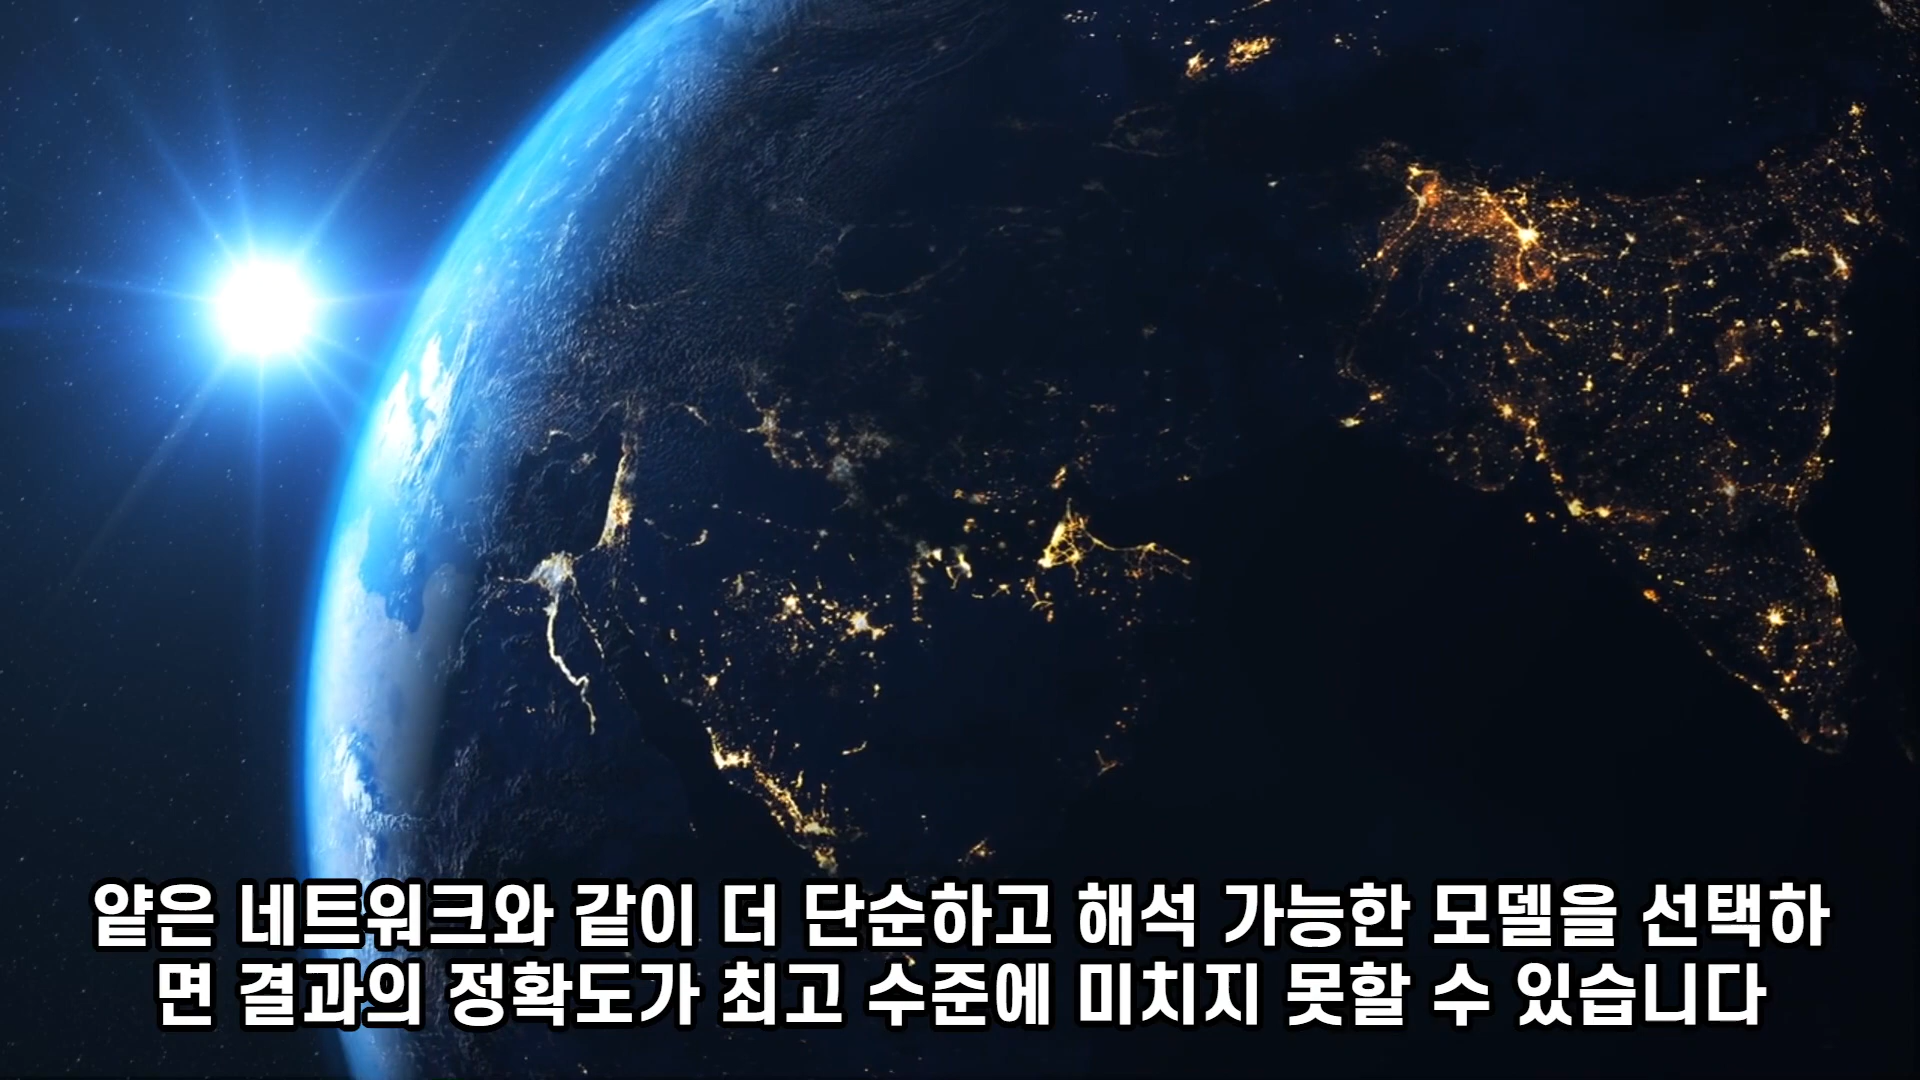 얕은 네트워크와 같이 더 단순하고 해석 가능한 모델을 선택하
면 결과의 정확도가 최고 수준에 미치지 못할 수 있습니다